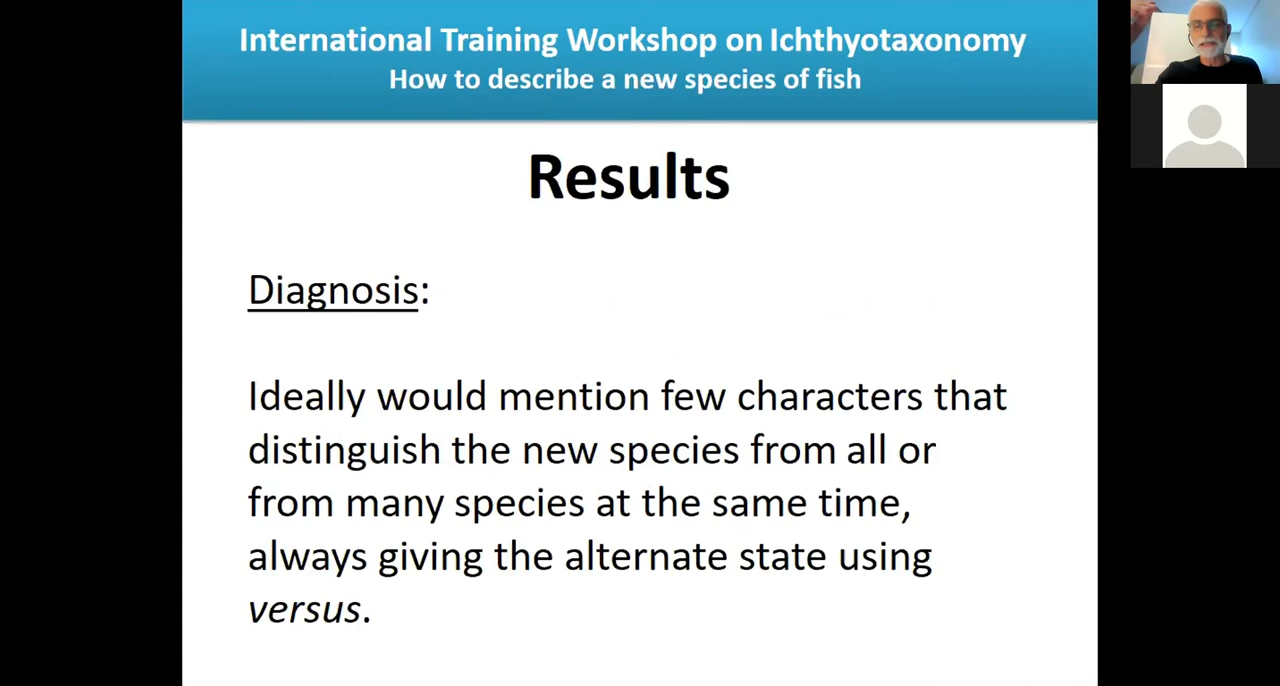 International Training Workshop on Ichthyotaxonomy
How to describe a new species of fish
Results
Diagnosis:
Ideally would mention few characters that
distinguish the new species from all or
from many species at the same time,
always giving the alternate state using
versus.